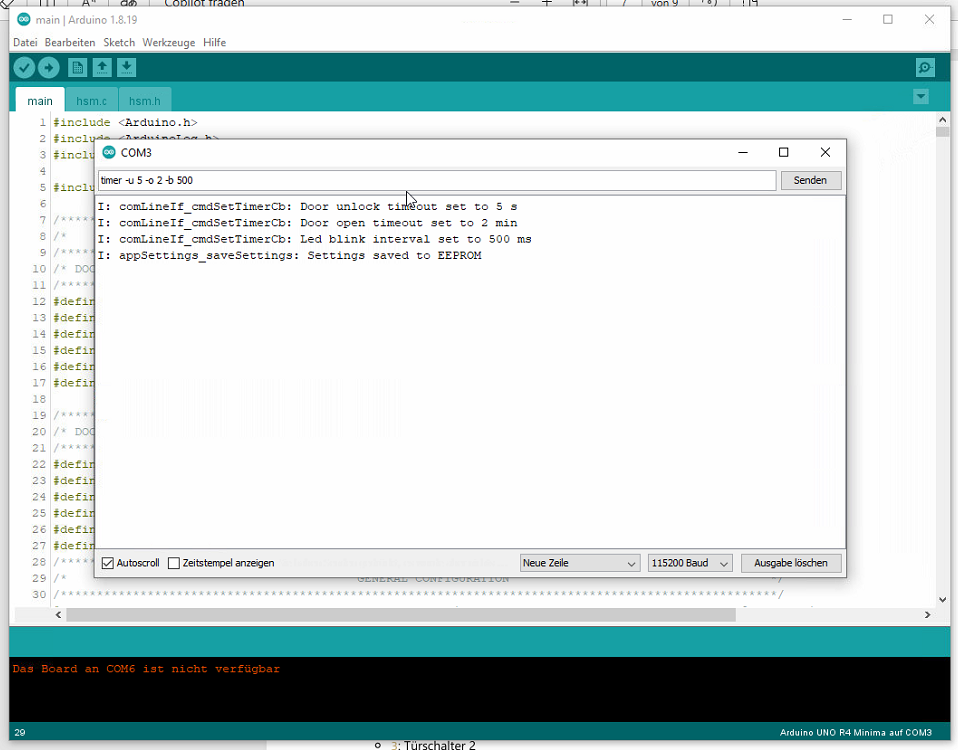 Copilot fragen
von 9
main | Arduino 1.8.19
Datei Bearbeiten Sketch Werkzeuge Hilfe
main hsm.c hsm.h
1 #include <Arduino.h>
2 #include <ArduinoLog.h>
3 #inclu
4
5 #inclu
6
7 /*****
8 /*
9 /*****
10 /* DOC
11 /*****
12 #defin
13 #defin
14 #defin
15 #defin
16 #defin
17 #defin
18
19 /*****
20 /* DOC
21 /*****
22 #defin
23 #defin
24 #defin
25 #defin
26 #defin
27 #defin
28 /*****
29 /* GENERAL CONFIGURATION */
COM3
timer -u 5 -o 2 -b 500
Senden
I: comLineIf_cmdSetTimerCb: Door unlock timeout set to 5 s
I: comLineIf_cmdSetTimerCb: Door open timeout set to 2 min
I: comLineIf_cmdSetTimerCb: Led blink interval set to 500 ms
I: appSettings_saveSettings: Settings saved to EEPROM
Autoscroll Zeitstempel anzeigen Neue Zeile 115200 Baud Ausgabe löschen
Das Board an COM6 ist nicht verfügbar
29 Arduino UNO R4 Minima auf COM3
3: Türschalter 2